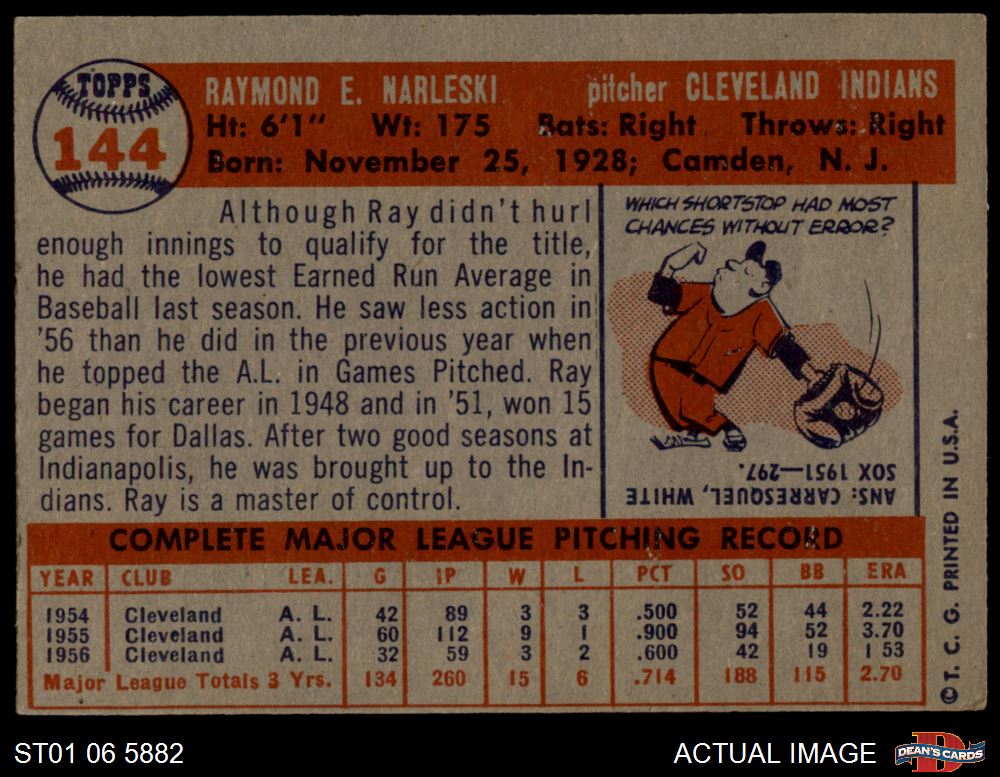 TOPPS
144
RAYMOND E. NARLESKI pitcher CLEVELAND INDIANS
Ht: 6'1" Wt: 175 Bats: Right Throws: Right
Born: November 25, 1928; Camden, N. J.
Although Ray didn't hurl
enough innings to qualify for the title,
he had the lowest Earned Run Average in
Baseball last season. He saw less action in
'56 than he did in the previous year when
he topped the A.L. in Games Pitched. Ray
began his career in 1948 and in '51, won 15
games for Dallas. After two good seasons at
Indianapolis, he was brought up to the In-
dians. Ray is a master of control.
WHICH SHORTSTOP HAD MOST
CHANCES WITHOUT ERROR?
ANS: CARRESQUEL, WHITE
SOX 1951—297.
COMPLETE MAJOR LEAGUE PITCHING RECORD
YEAR CLUB LEA. G IP W L PCT SO BB ERA
1954 Cleveland A. L. 42 89 3 3 .500 52 44 2.22
1955 Cleveland A. L. 60 112 9 1 .900 94 52 3.70
1956 Cleveland A. L. 32 59 3 2 .600 42 19 1 53
Major League Totals 3 Yrs. 134 260 15 6 .714 188 115 2.70
© T. C. G. PRINTED IN U.S.A.
ST01 06 5882
ACTUAL IMAGE
DEAN'S CARDS